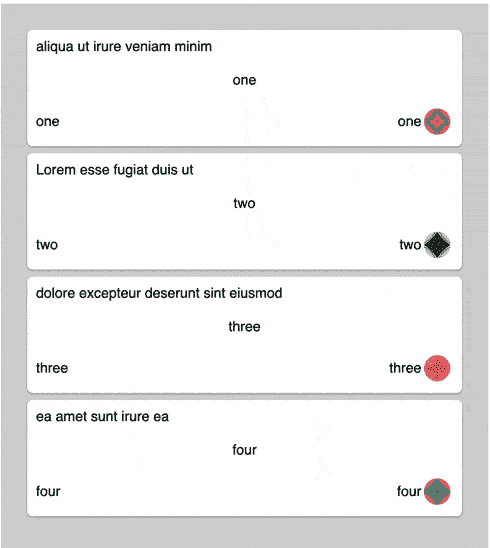 aliqua ut irure veniam minim
one
one one
Lorem esse fugiat duis ut
two
two two
dolore excepteur deserunt sint eiusmod
three
three three
ea amet sunt irure ea
four
four four